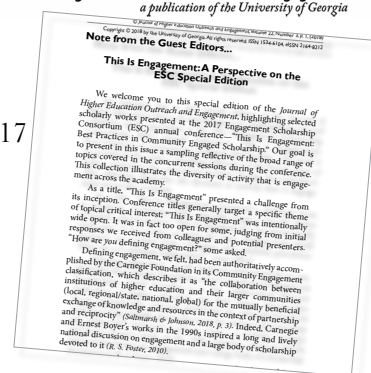 a publication of the University of Georgia
© Journal of Higher Education Outreach and Engagement, Volume 22, Number 3, p. 1, (2018)
Copyright © 2018 by the University of Georgia. All rights reserved. ISSN 1534-6104, eISSN 2164-8212
Note from the Guest Editors...
This Is Engagement: A Perspective on the
ESC Special Edition
We welcome you to this special edition of the Journal of
Higher Education Outreach and Engagement, highlighting selected
scholarly works presented at the 2017 Engagement Scholarship
Consortium (ESC) annual conference—"This Is Engagement:
Best Practices in Community Engaged Scholarship." Our goal is
to present in this issue a sampling reflective of the broad range of
topics covered in the concurrent sessions during the conference.
This collection illustrates the diversity of activity that is engage-
ment across the academy.
As a title, "This Is Engagement" presented a challenge from
its inception. Conference titles generally target a specific theme
of topical critical interest; "This Is Engagement" was intentionally
wide open. It was in fact too open for some, judging from initial
responses we received from colleagues and potential presenters.
"How are you defining engagement?" some asked.
Defining engagement, we felt, had been authoritatively accom-
plished by the Carnegie Foundation in its Community Engagement
classification, which describes it as "the collaboration between
institutions of higher education and their larger communities
(local, regional/state, national, global) for the mutually beneficial
exchange of knowledge and resources in the context of partnership
and reciprocity" (Saltmarsh & Johnson, 2018, p. 3). Indeed, Carnegie
and Ernest Boyer's works in the 1990s inspired a long and lively
national discussion on engagement and a large body of scholarship
devoted to it (R. S. Foster, 2010).
17